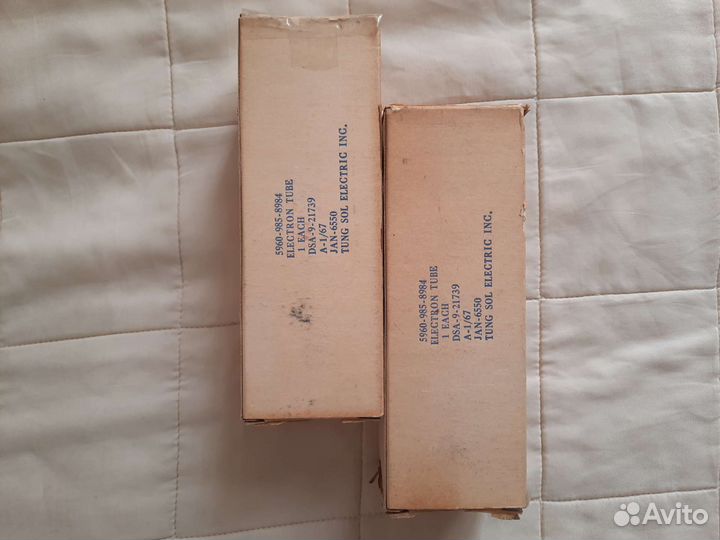 5960-985-8984
ELECTRON TUBE
1 EACH
DSA-9-21739
A-1/67
JAN-6550
TUNG SOL ELECTRIC INC.
5960-985-8984
ELECTRON TUBE
1 EACH
DSA-9-21739
A-1/67
JAN-6550
TUNG SOL ELECTRIC INC.
Avito